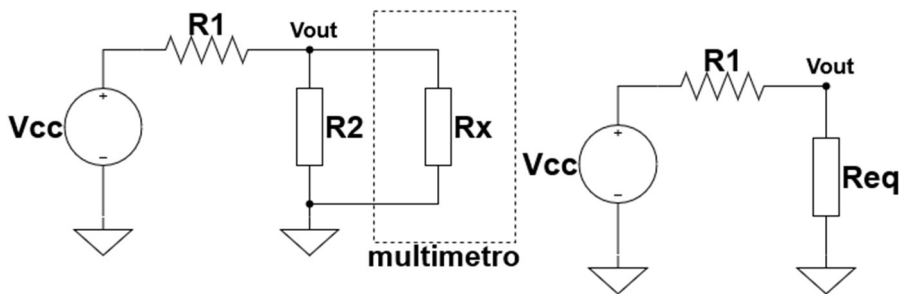 R1
Vout
Vcc
+
-
R2
Rx
multimetro
R1
Vout
Vcc
+
-
Req